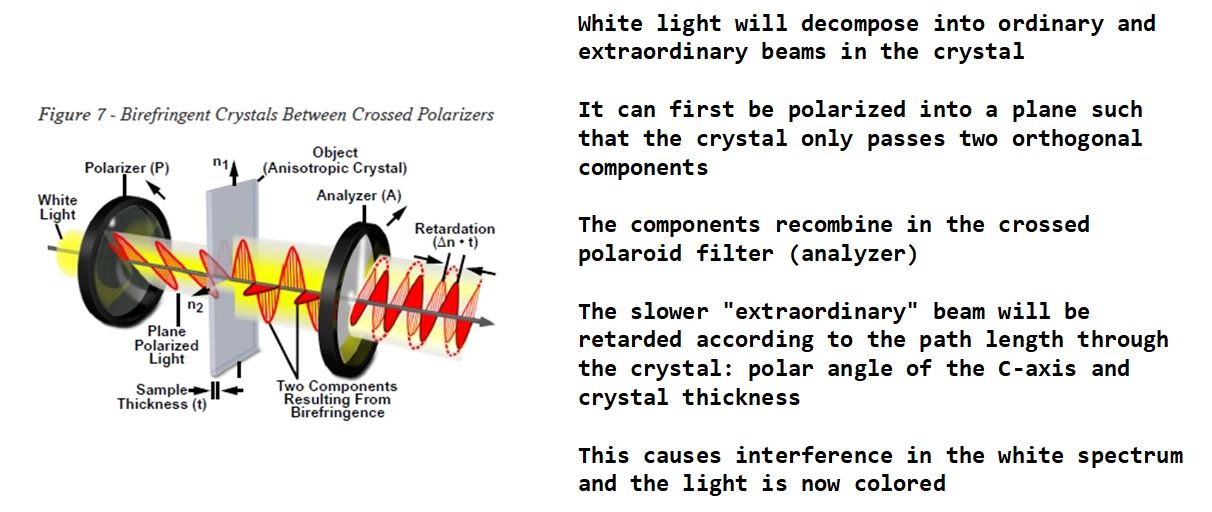 Figure 7 - Birefringent Crystals Between Crossed Polarizers
Polarizer (P)
White
Light
n1
Object
(Anisotropic Crystal)
Analyzer (A)
Retardation
(Δn • t)
n2
Plane
Polarized
Light
Sample
Thickness (t)
Two Components
Resulting From
Birefringence
White light will decompose into ordinary and
extraordinary beams in the crystal
It can first be polarized into a plane such
that the crystal only passes two orthogonal
components
The components recombine in the crossed
polaroid filter (analyzer)
The slower "extraordinary" beam will be
retarded according to the path length through
the crystal: polar angle of the C-axis and
crystal thickness
This causes interference in the white spectrum
and the light is now colored